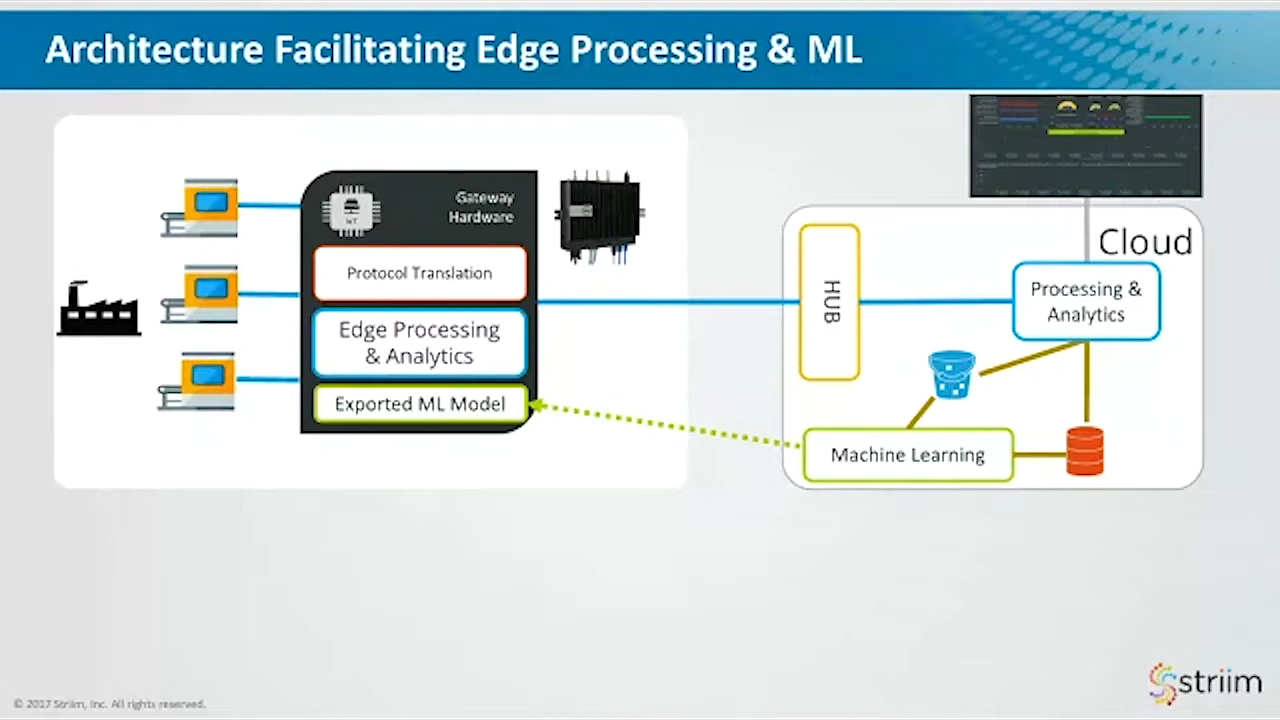 Architecture Facilitating Edge Processing & ML
Gateway
Hardware
IoT
Protocol Translation
Edge Processing
& Analytics
Exported ML Model
HUB
Cloud
Processing &
Analytics
Machine Learning
© 2017 Striim, Inc. All rights reserved.
striim